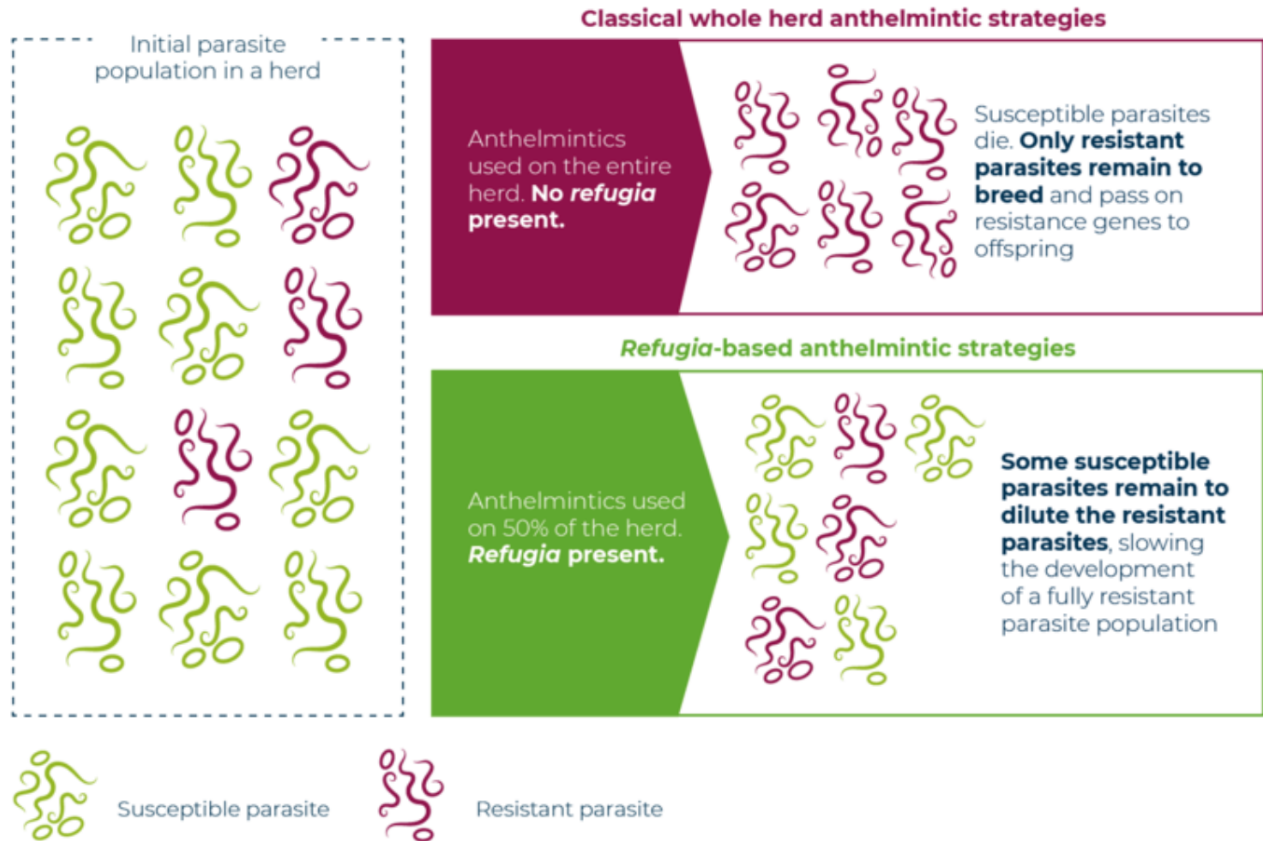 Initial parasite
population in a herd
Classical whole herd anthelmintic strategies
Anthelmintics
used on the entire
herd. No refugia
present.
Susceptible parasites
die. Only resistant
parasites remain to
breed and pass on
resistance genes to
offspring
Refugia-based anthelmintic strategies
Anthelmintics used
on 50% of the herd.
Refugia present.
Some susceptible
parasites remain to
dilute the resistant
parasites, slowing
the development
of a fully resistant
parasite population
Susceptible parasite
Resistant parasite